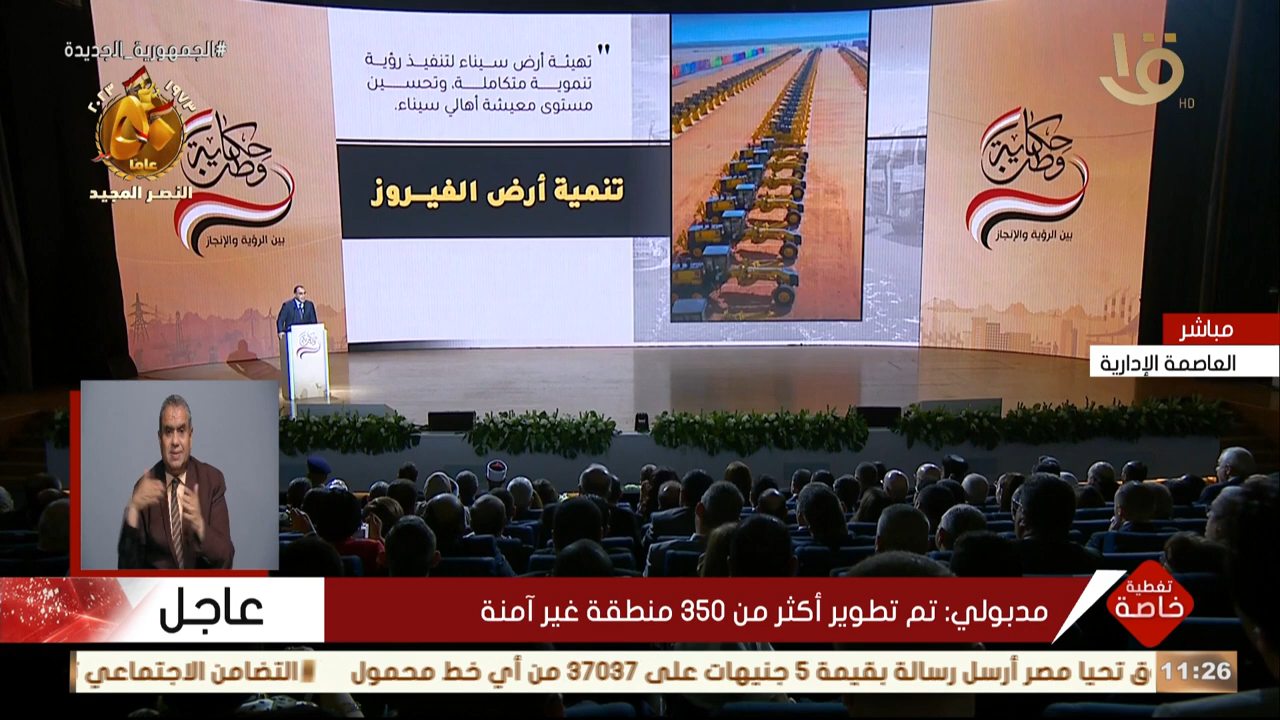 #الجمهورية_الجديدة
١٩٧٣
٢٠٢٣
٥٠
عاما
النصر المجيد
حكاية
وطن
بين الرؤية والإنجاز
"
تهيئة أرض سيناء لتنفيذ رؤية
تنموية متكاملة، وتحسين
مستوى معيشة أهالي سيناء.
تنمية أرض الفيروز
HD
حكاية
وطن
بين الرؤية والإنجاز
مباشر
العاصمة الإدارية
تغطية
خاصة
مدبولي: تم تطوير أكثر من 350 منطقة غير آمنة
عاجل
11:26
ق تحيا مصر أرسل رسالة بقيمة 5 جنيهات على 37037 من أي خط محمول
التضامن الاجتماعي